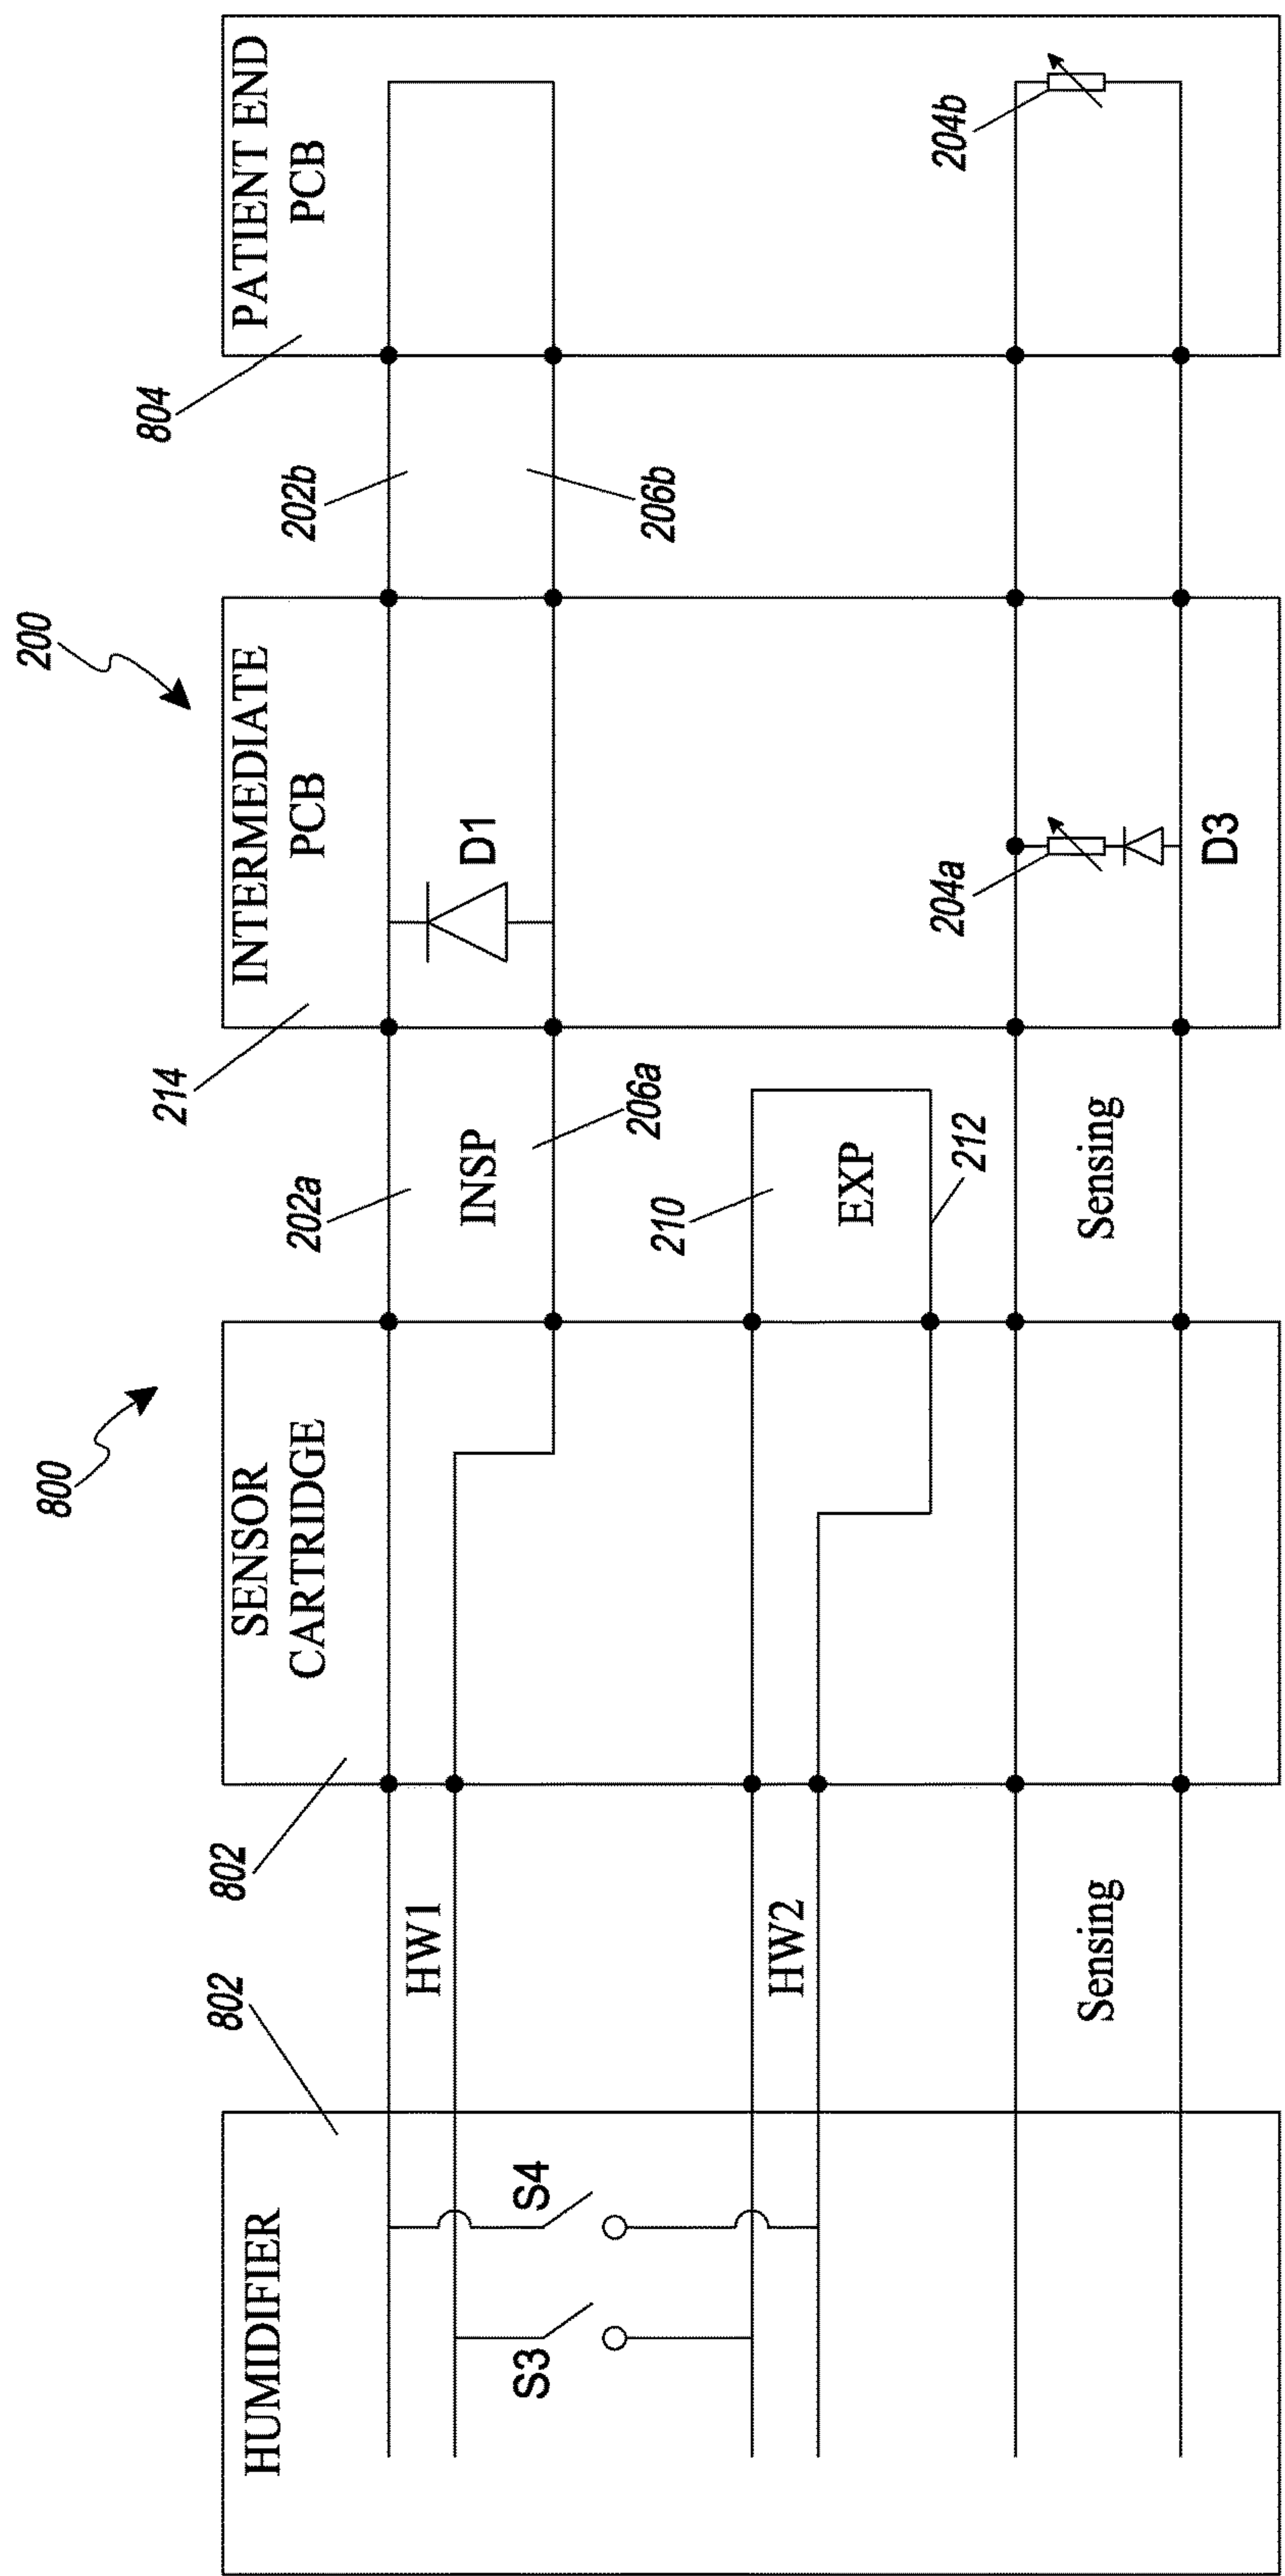 HUMIDIFIER
802
S3
S4
HW1
HW2
Sensing
800
SENSOR
CARTRIDGE
802
202a
INSP
206a
210
EXP
212
Sensing
200
INTERMEDIATE
PCB
214
D1
204a
D3
202b
206b
PATIENT END
PCB
804
204b